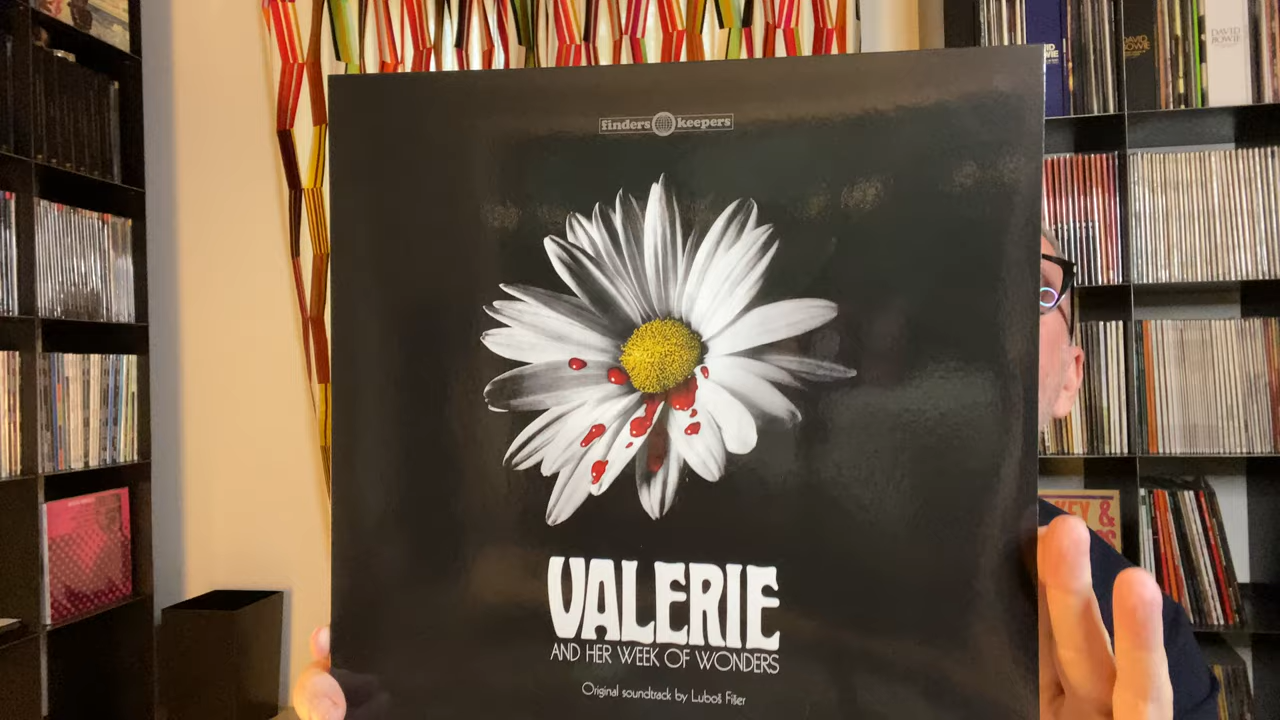 finders keepers
VALERIE
AND HER WEEK OF WONDERS
Original soundtrack by Luboš Fišer
DAVID
BOWIE
DAVID
BOWIE